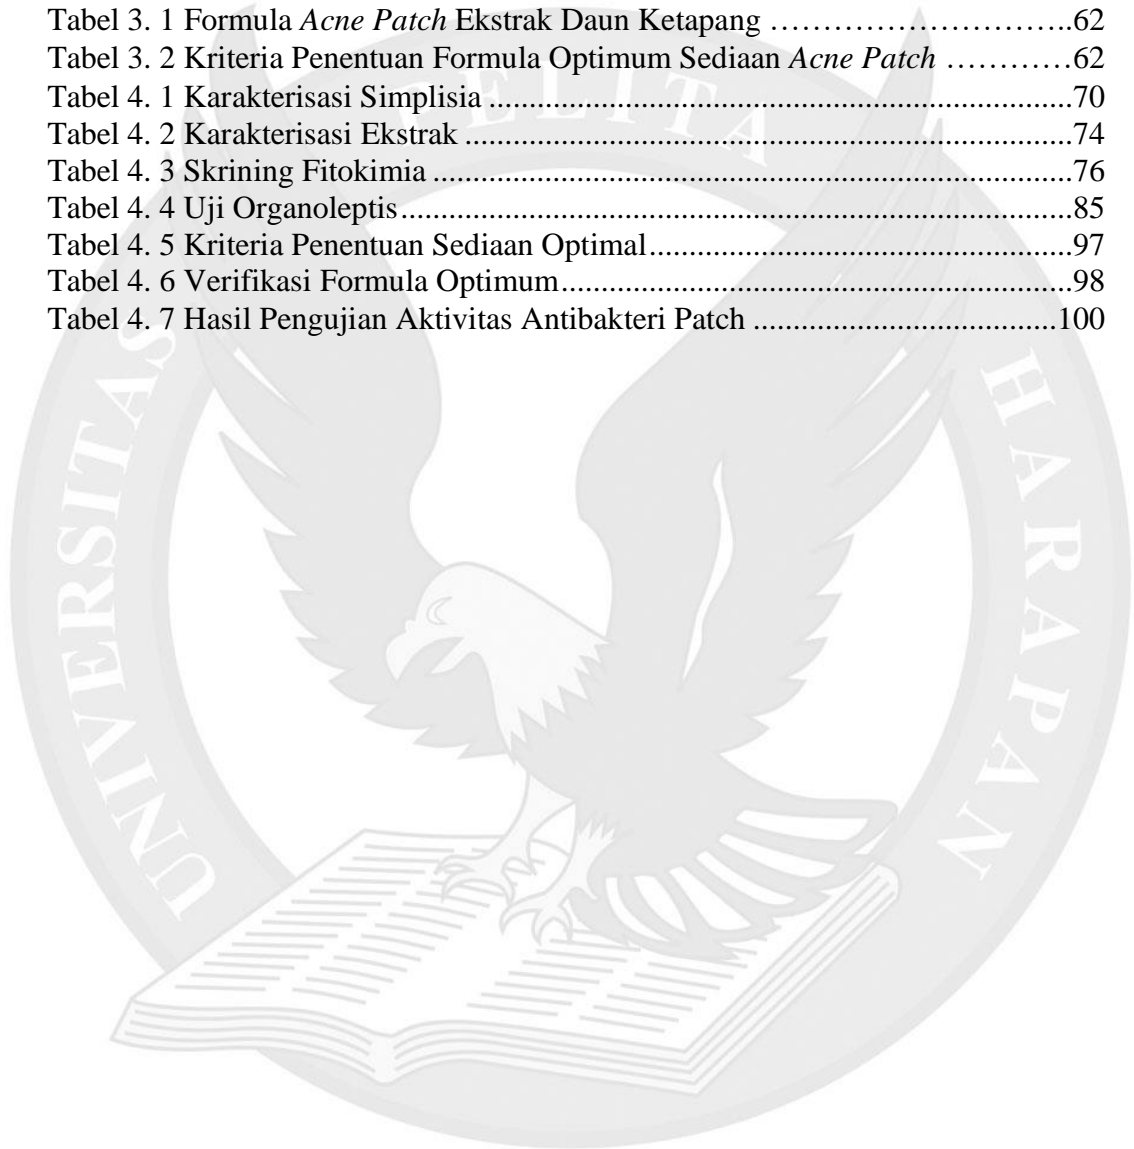 Tabel 3. 1 Formula Acne Patch Ekstrak Daun Ketapang ………………………..62
Tabel 3. 2 Kriteria Penentuan Formula Optimum Sediaan Acne Patch …………62
Tabel 4. 1 Karakterisasi Simplisia .........................................................................70
Tabel 4. 2 Karakterisasi Ekstrak ............................................................................74
Tabel 4. 3 Skrining Fitokimia ................................................................................76
Tabel 4. 4 Uji Organoleptis....................................................................................85
Tabel 4. 5 Kriteria Penentuan Sediaan Optimal.....................................................97
Tabel 4. 6 Verifikasi Formula Optimum................................................................98
Tabel 4. 7 Hasil Pengujian Aktivitas Antibakteri Patch ......................................100
UNIVERSITAS PELITA HARAPAN